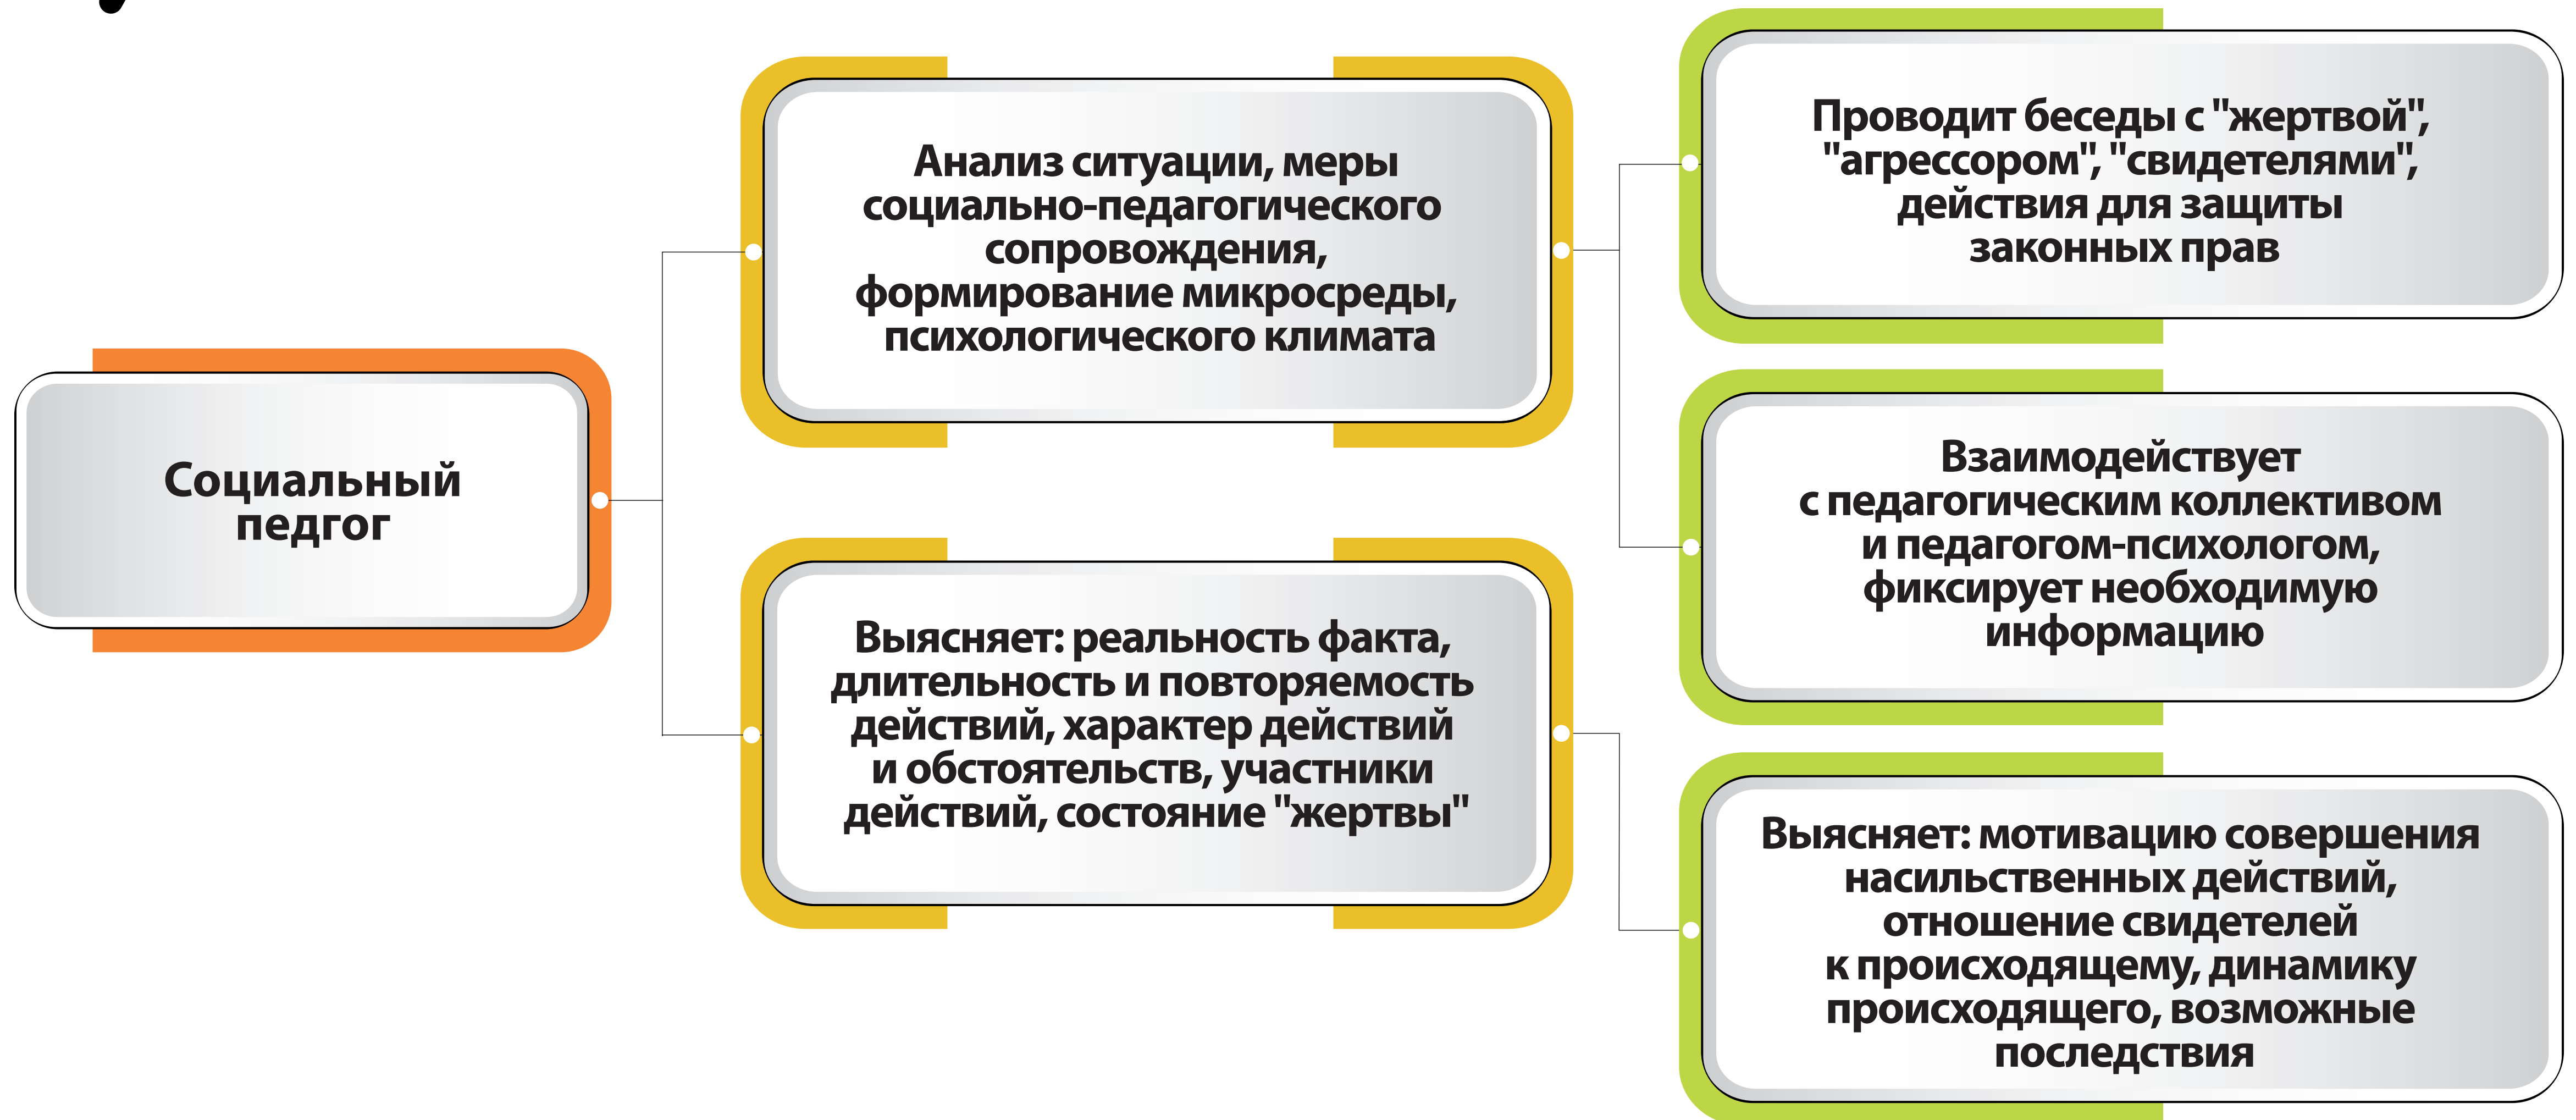 Социальный
педгог
Анализ ситуации, меры
социально-педагогического
сопровождения,
формирование микросреды,
психологического климата
Выясняет: реальность факта,
длительность и повторяемость
действий, характер действий
и обстоятельств, участники
действий, состояние "жертвы"
Проводит беседы с "жертвой",
"агрессором", "свидетелями",
действия для защиты
законных прав
Взаимодействует
с педагогическим коллективом
и педагогом-психологом,
фиксирует необходимую
информацию
Выясняет: мотивацию совершения
насильственных действий,
отношение свидетелей
к происходящему, динамику
происходящего, возможные
последствия